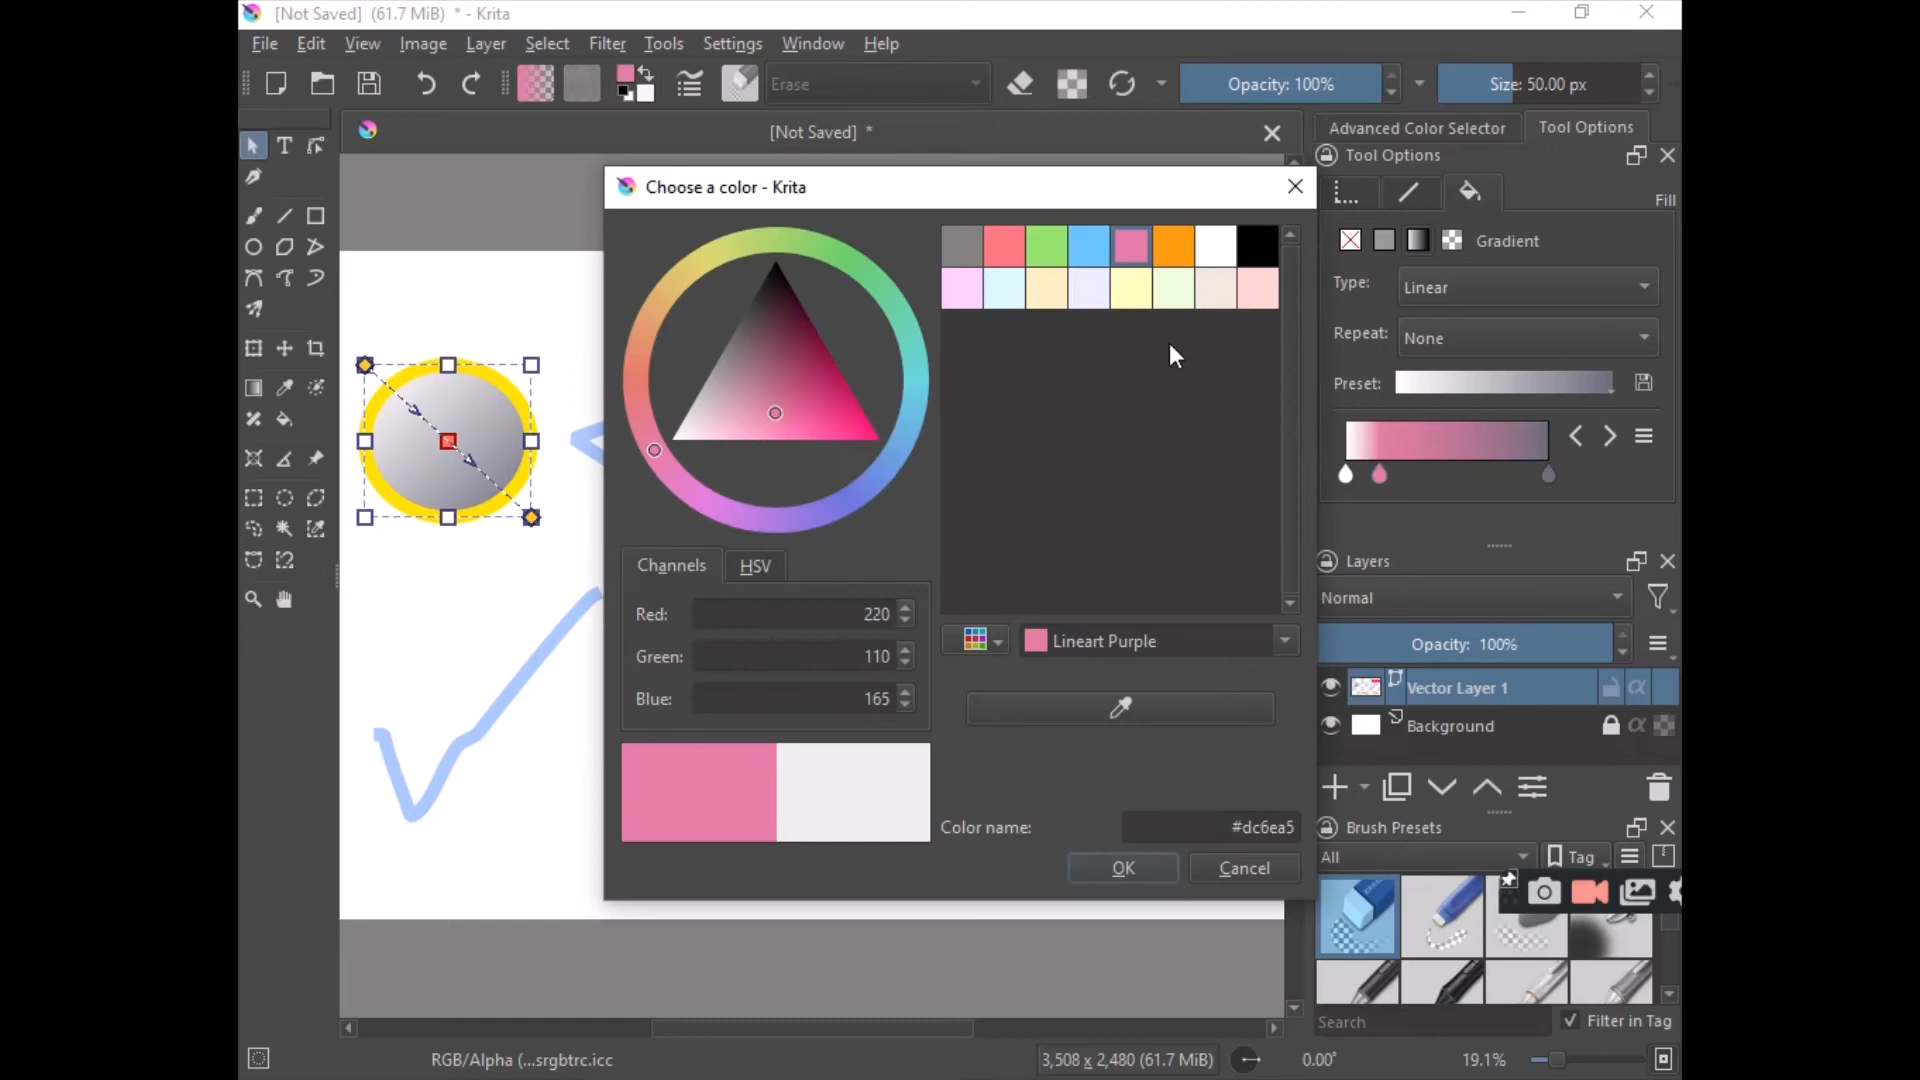 [Not Saved] (61.7 MiB) * - Krita
File Edit View Image Layer Select Filter Tools Settings Window Help
Erase
Opacity: 100%
Size: 50.00 px
[Not Saved] *
Advanced Color Selector
Tool Options
Tool Options
Choose a color - Krita
Fill
Gradient
Type: Linear
Repeat: None
Preset:
Channels HSV
Red: 220
Green: 110
Blue: 165
Lineart Purple
Color name: #dc6ea5
OK Cancel
Layers
Normal
Opacity: 100%
Vector Layer 1
Background
Brush Presets
All
Tag
Search
Filter in Tag
RGB/Alpha (...srgbtrc.icc
3,508 x 2,480 (61.7 MiB)
0.00°
19.1%